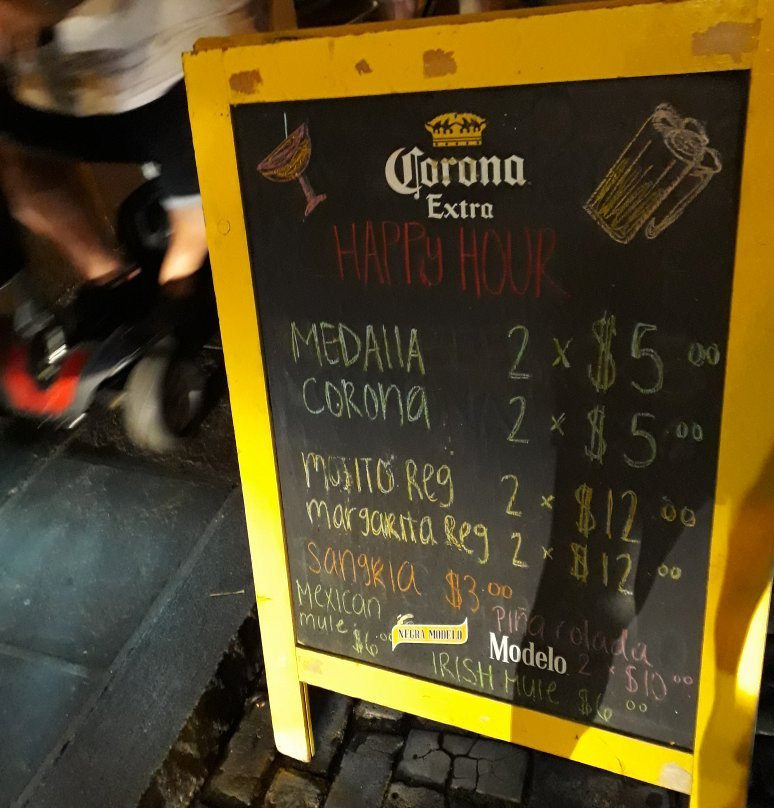 Corona
Extra
HAPPY HOUR
MEDAllA 2 x $5.00
CORONA 2 x $5.00
MOJITO Reg 2 x $12.00
margarita Reg 2 x $12.00
Sangria $3.00
Mexican
mule $6.00
NEGRA MODELO
Piña colada
Modelo 2 x $10.00
IRISH Mule $6.00